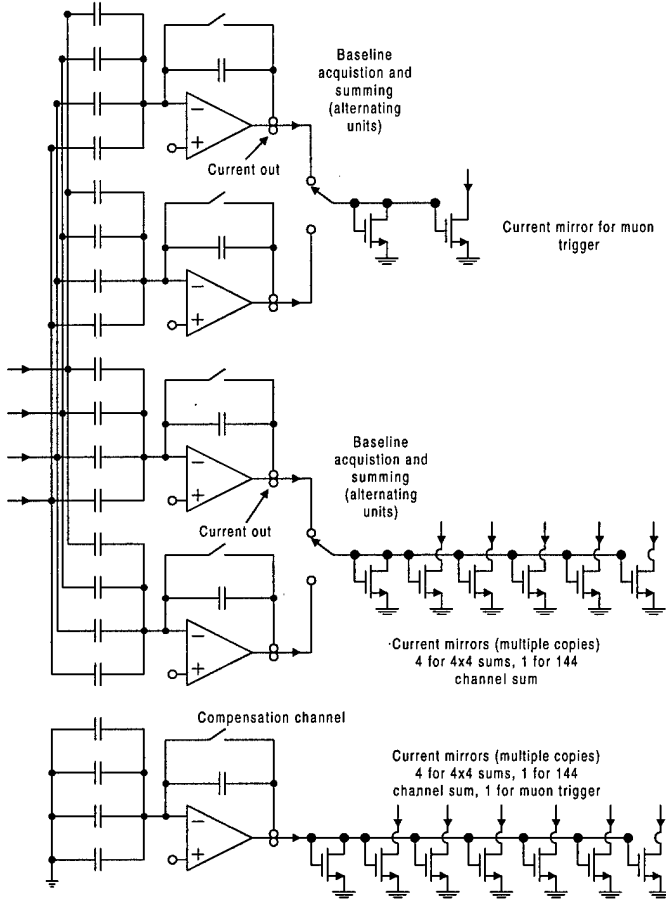 Baseline
acquistion and
summing
(alternating
units)
Current out
Current mirror for muon
trigger
Baseline
acquistion and
summing
(alternating
units)
Current out
Current mirrors (multiple copies)
4 for 4x4 sums, 1 for 144
channel sum
Compensation channel
Current mirrors (multiple copies)
4 for 4x4 sums, 1 for 144
channel sum, 1 for muon trigger